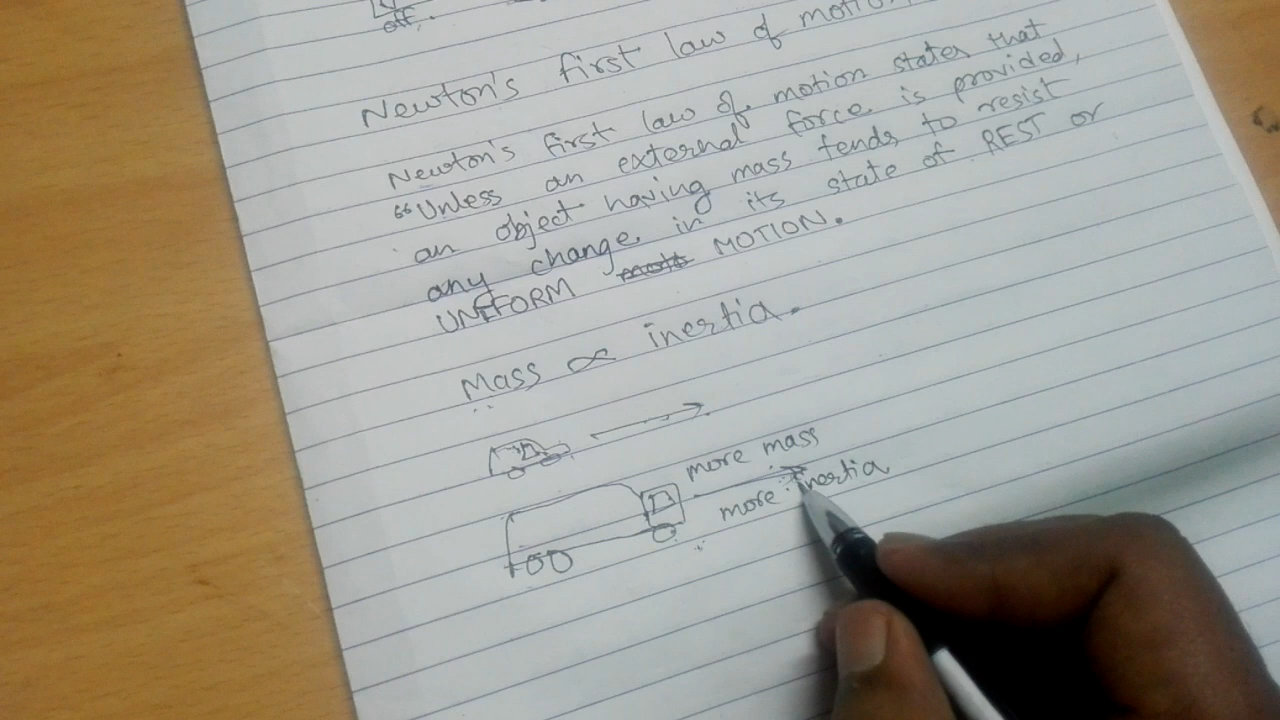 off.
Newton's first law of motion
Newton's first law of motion states that
"Unless an external force is provided,
an object having mass tends to resist
any change in its state of REST or
UNIFORM MOTION.
Mass ∝ inertia.
more mass
more inertia